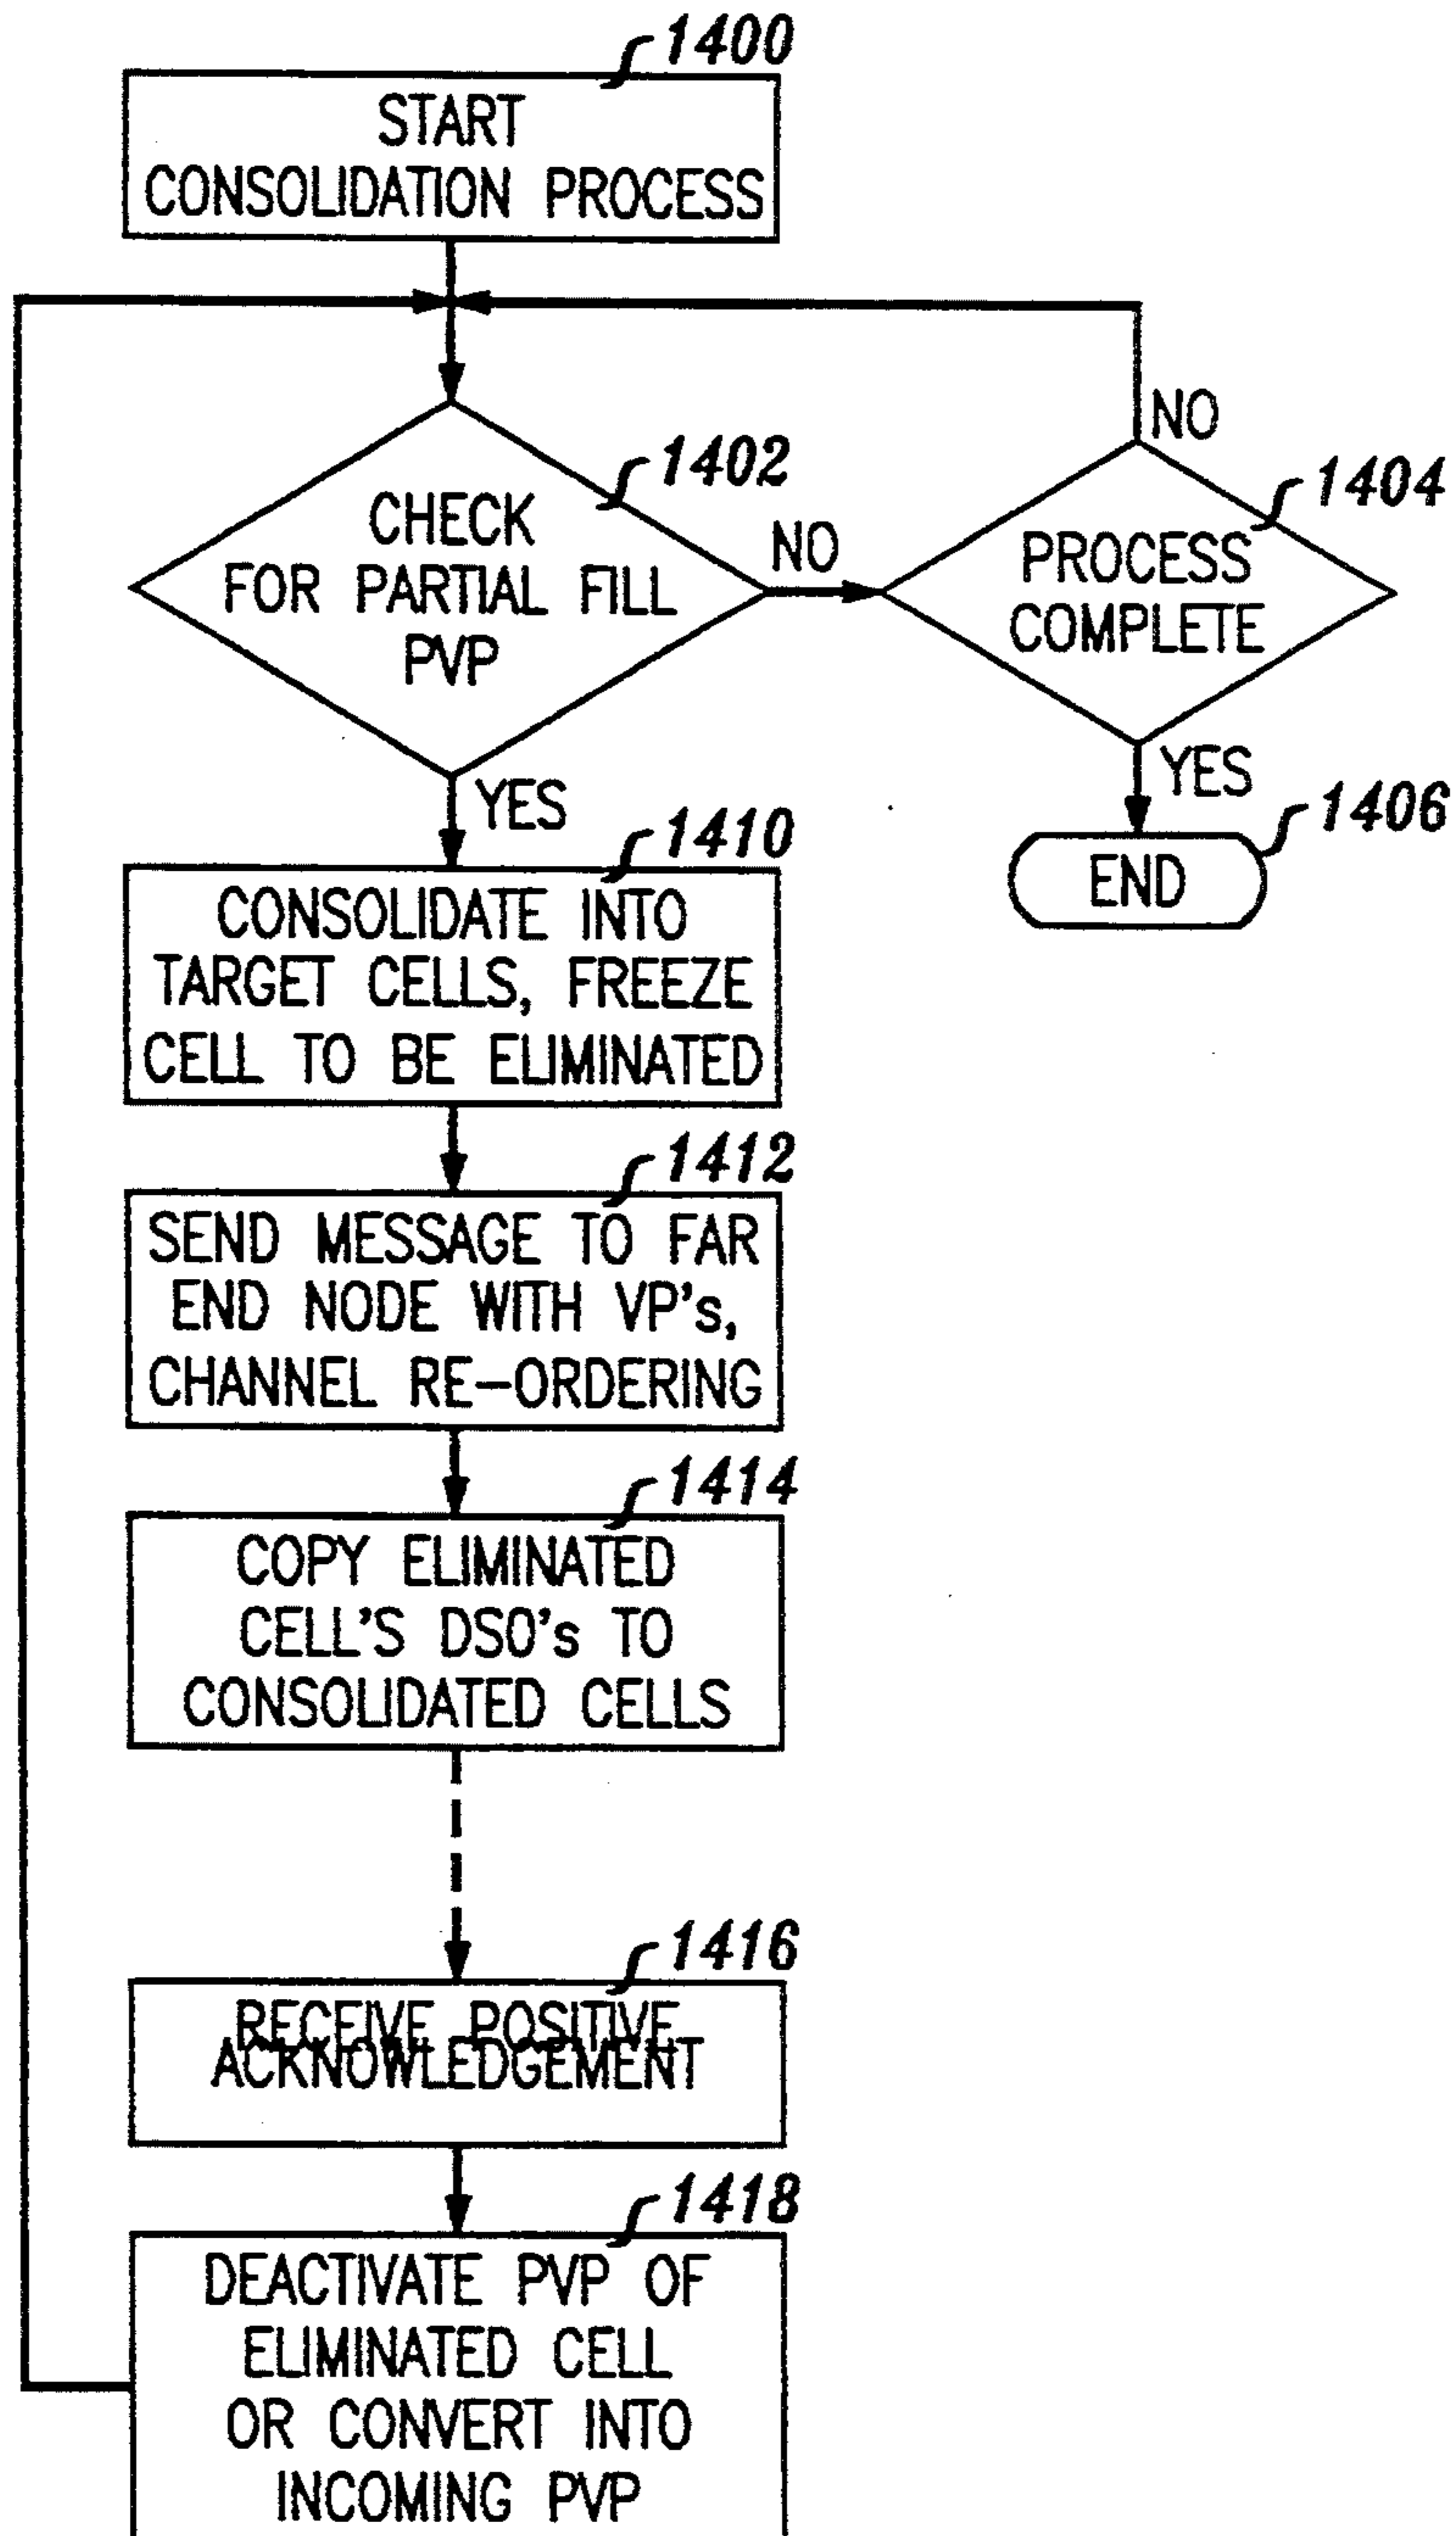 1400
START
CONSOLIDATION PROCESS
1402
CHECK
FOR PARTIAL FILL
PVP
NO
YES
NO
1404
PROCESS
COMPLETE
YES
1406
END
1410
CONSOLIDATE INTO
TARGET CELLS, FREEZE
CELL TO BE ELIMINATED
1412
SEND MESSAGE TO FAR
END NODE WITH VP's,
CHANNEL RE-ORDERING
1414
COPY ELIMINATED
CELL'S DS0's TO
CONSOLIDATED CELLS
1416
RECEIVE POSITIVE
ACKNOWLEDGEMENT
1418
DEACTIVATE PVP OF
ELIMINATED CELL
OR CONVERT INTO
INCOMING PVP